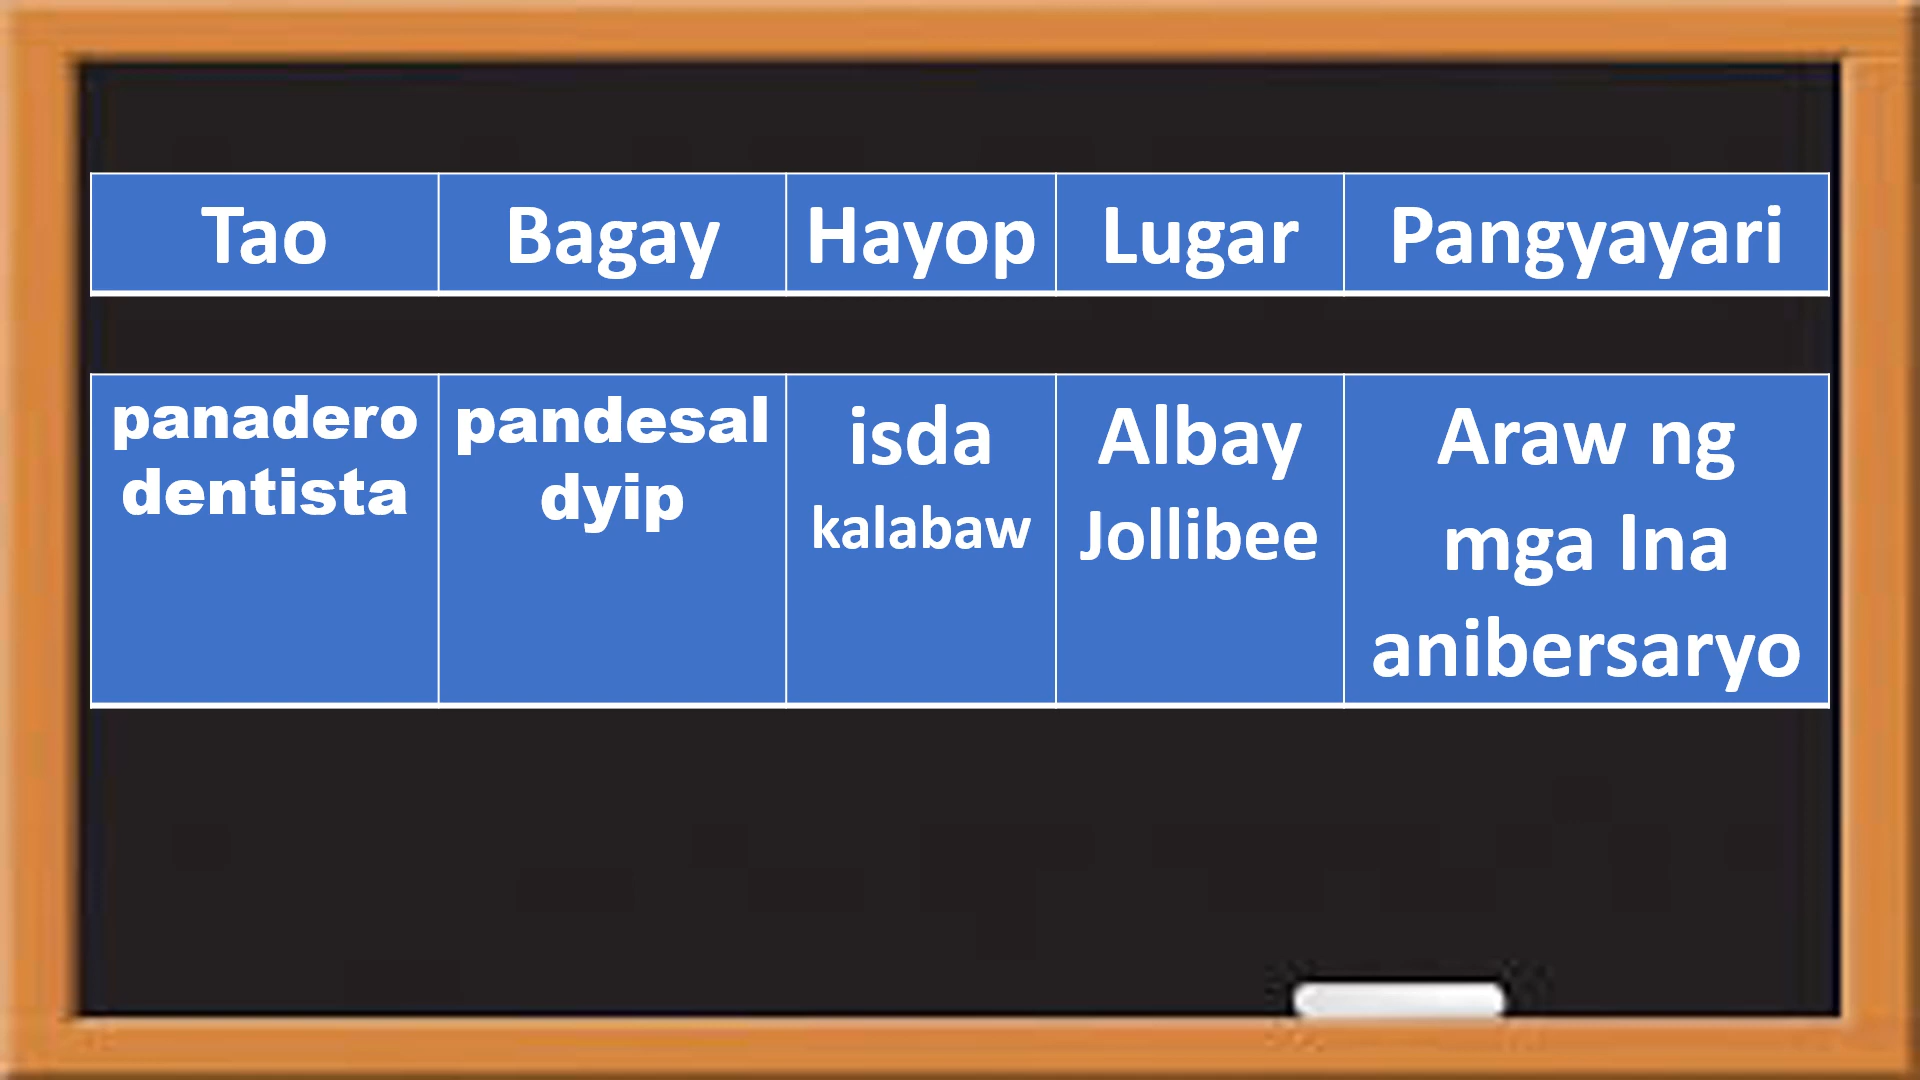 Tao Bagay Hayop Lugar Pangyayari
panadero
dentista
pandesal
dyip
isda
kalabaw
Albay
Jollibee
Araw ng
mga Ina
anibersaryo